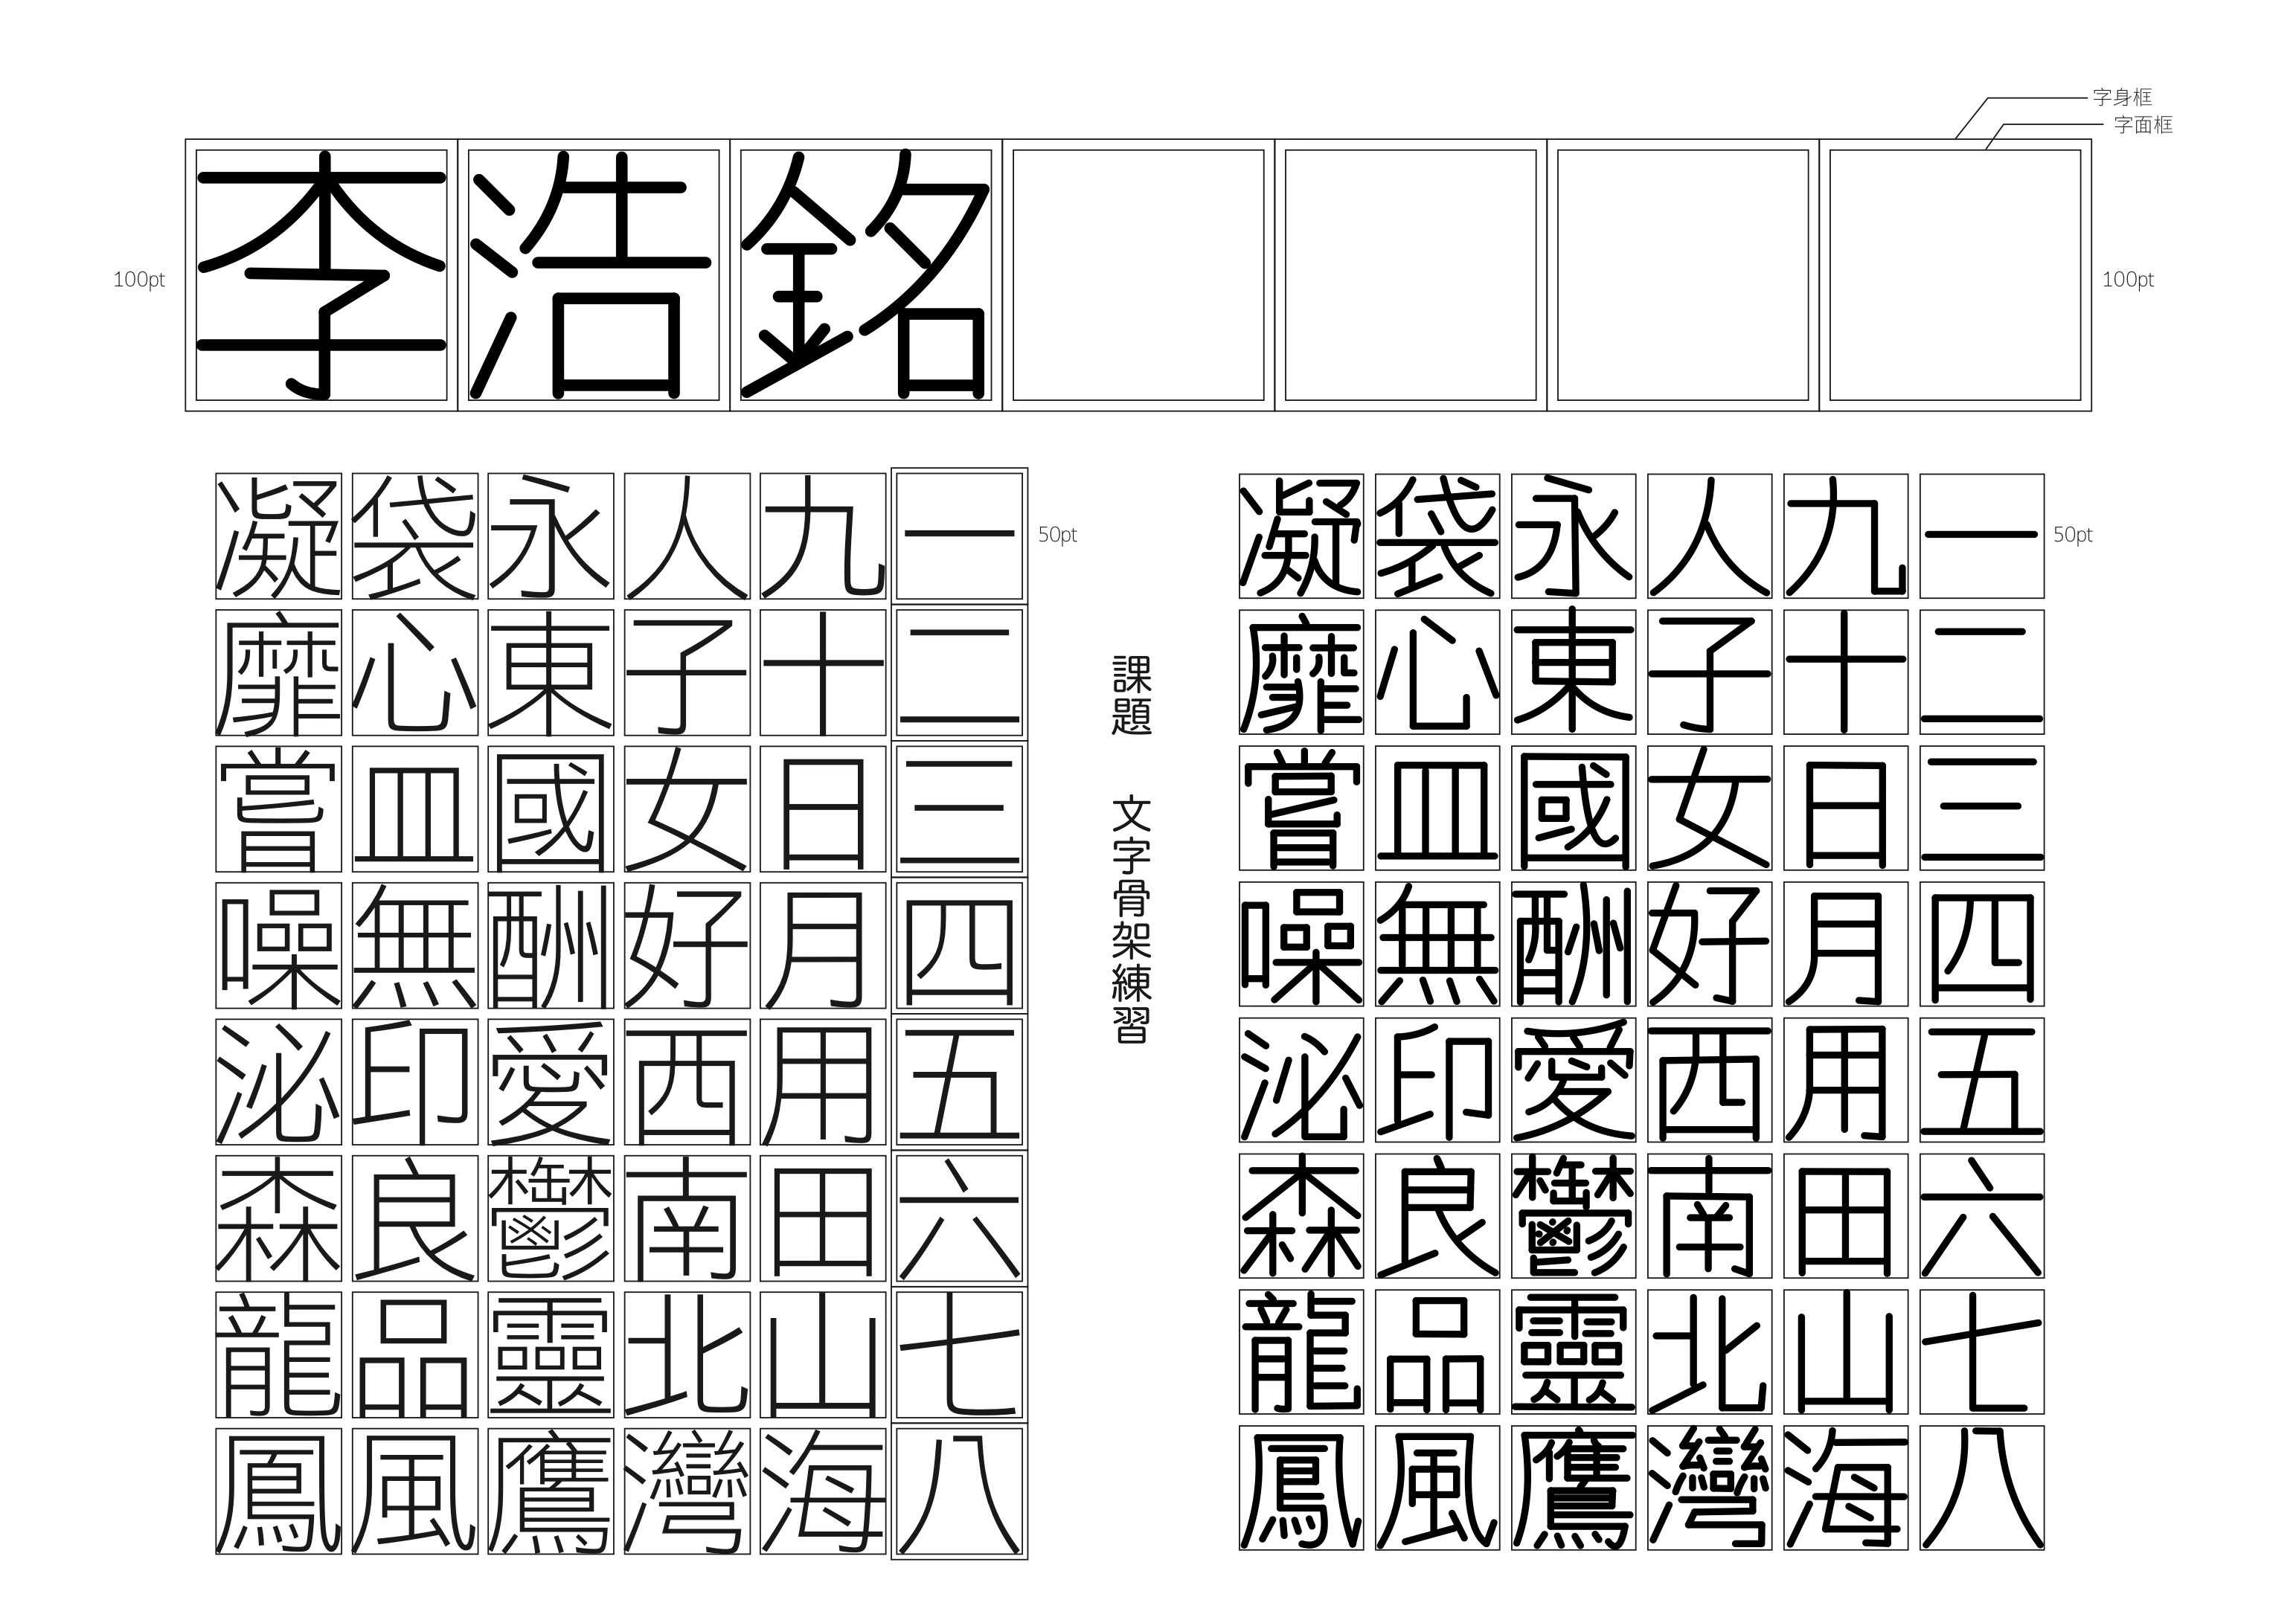 字身框
字面框
100pt
李浩銘
100pt
50pt
一二三四五六七八
九十日月用田山海
人子女好西南北灣
永東國酬愛鬱靈鷹
袋心皿無印良品風
凝靡嘗噪泌森龍鳳
課題 文字骨架練習
50pt
一二三四五六七八
九十日月用田山海
人子女好西南北灣
永東國酬愛鬱靈鷹
袋心皿無印良品風
凝靡嘗噪泌森龍鳳